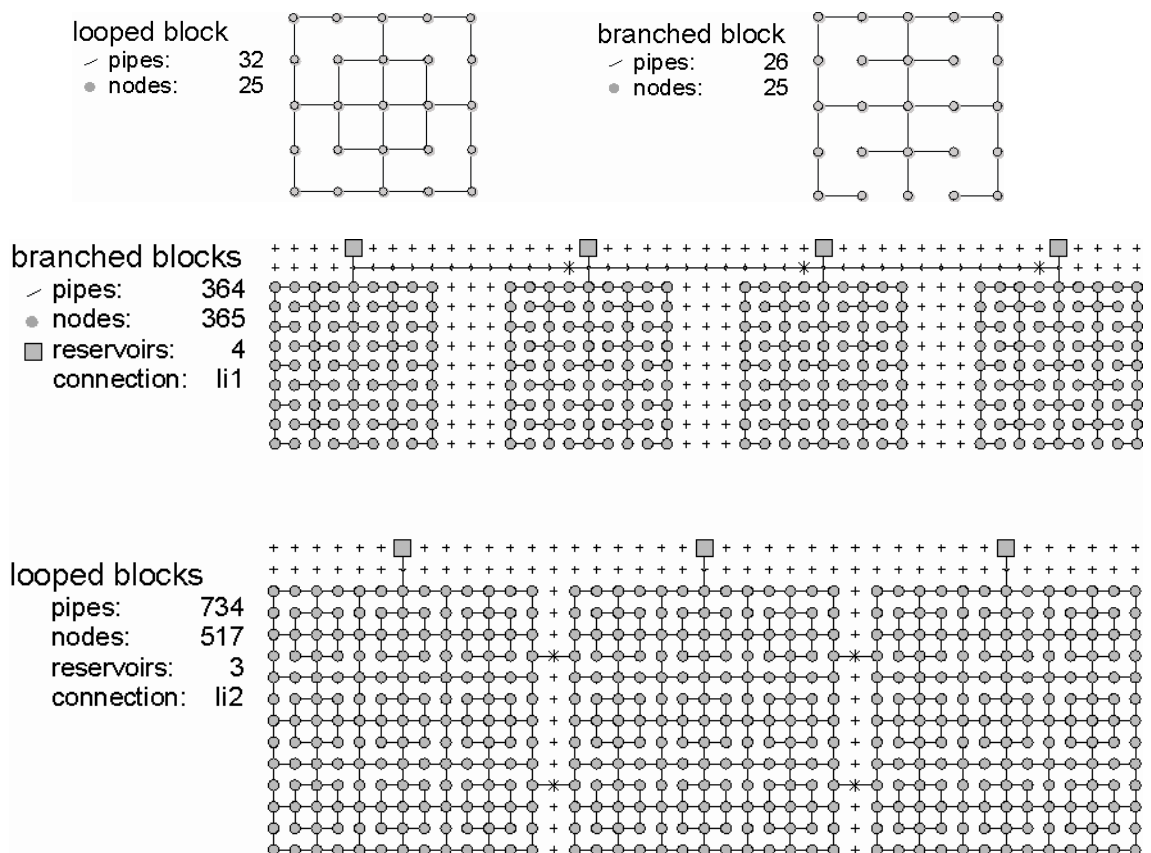 looped block
pipes: 32
nodes: 25
branched block
pipes: 26
nodes: 25
branched blocks
pipes: 364
nodes: 365
reservoirs: 4
connection: li1
looped blocks
pipes: 734
nodes: 517
reservoirs: 3
connection: li2